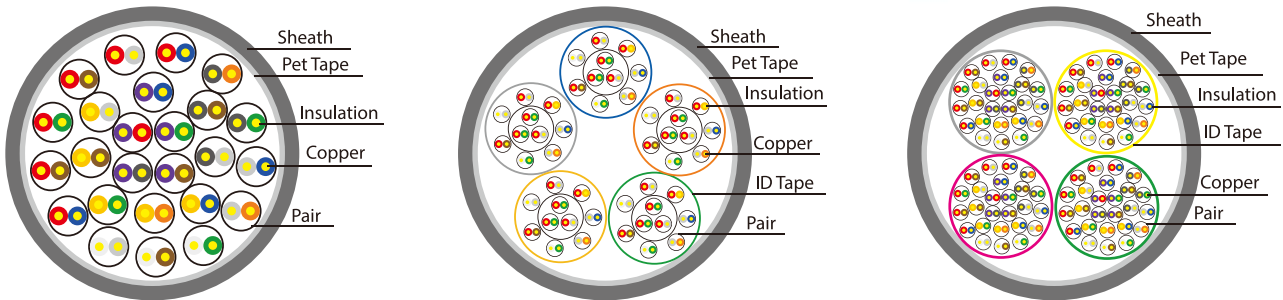 Sheath
Pet Tape
Insulation
Copper
Pair
Sheath
Pet Tape
Insulation
Copper
ID Tape
Pair
Sheath
Pet Tape
Insulation
ID Tape
Copper
Pair